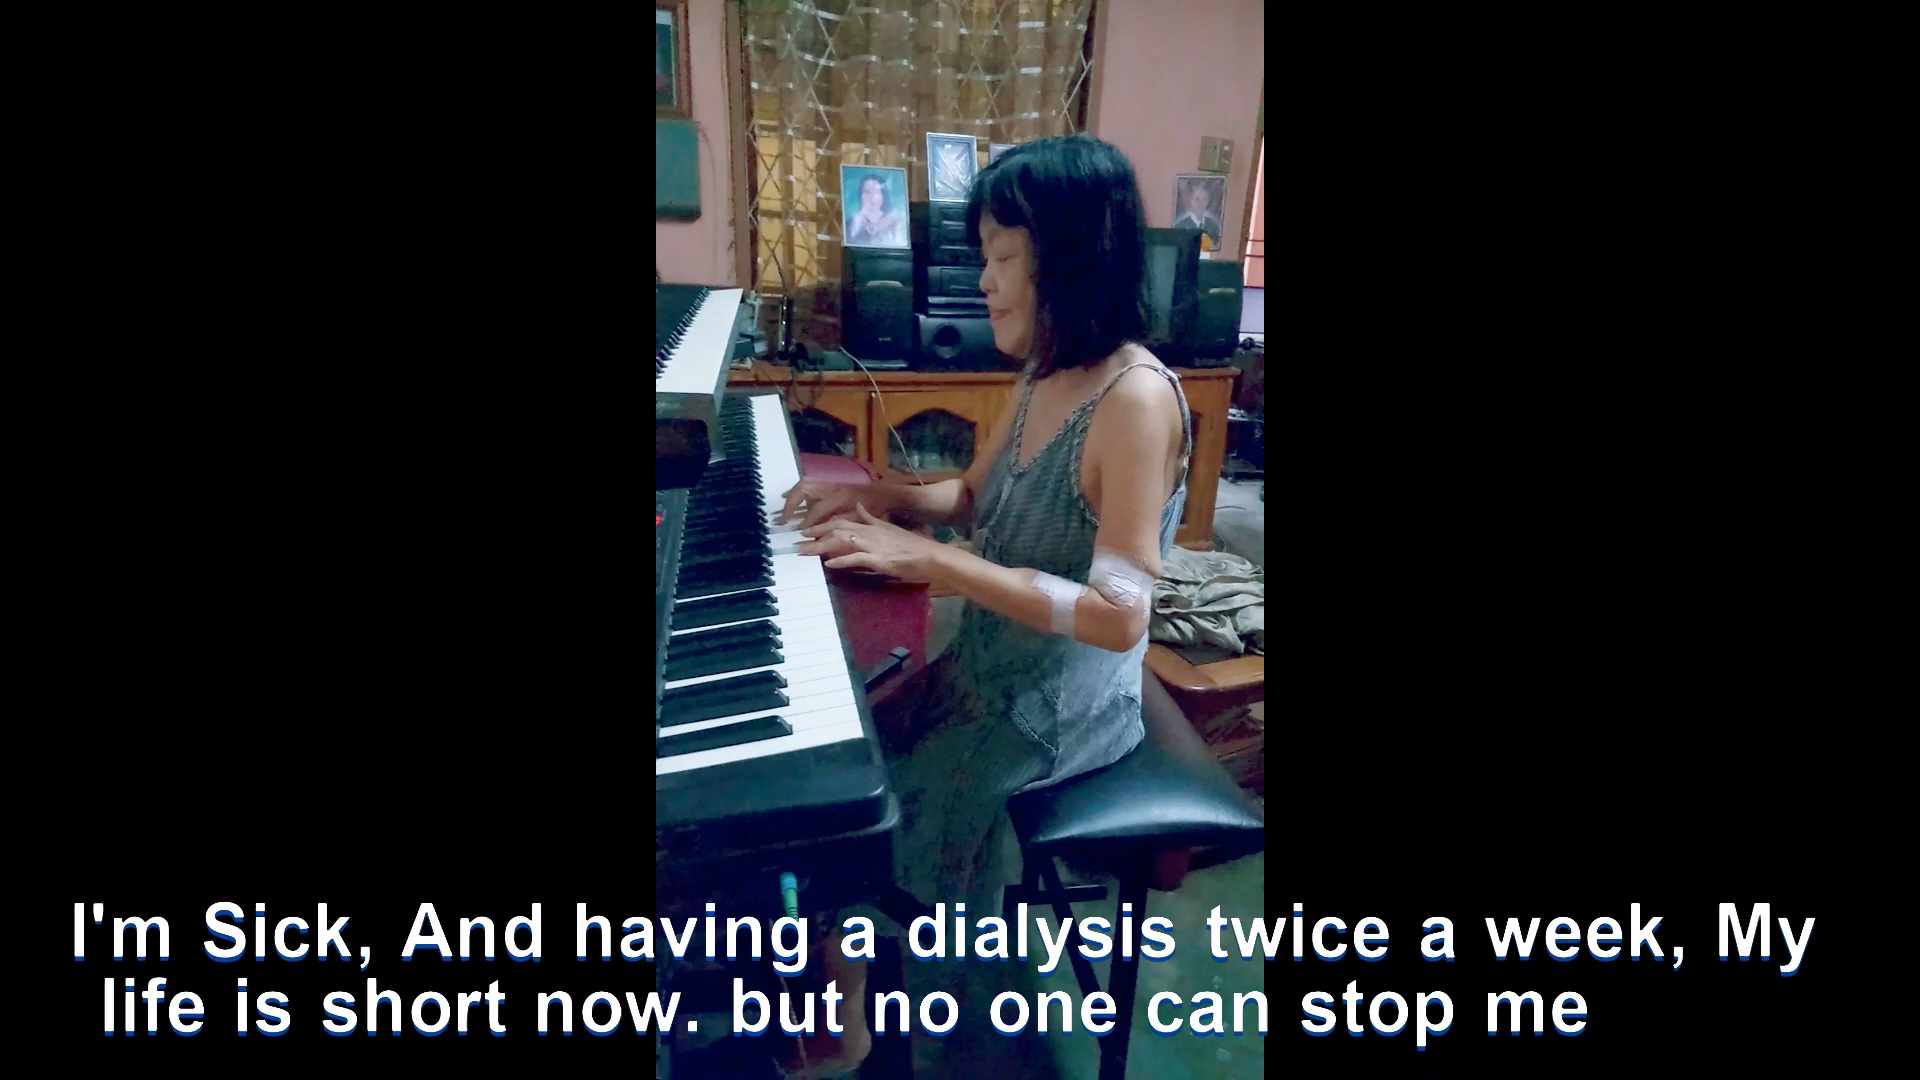 I'm Sick, And having a dialysis twice a week, My
life is short now. but no one can stop me